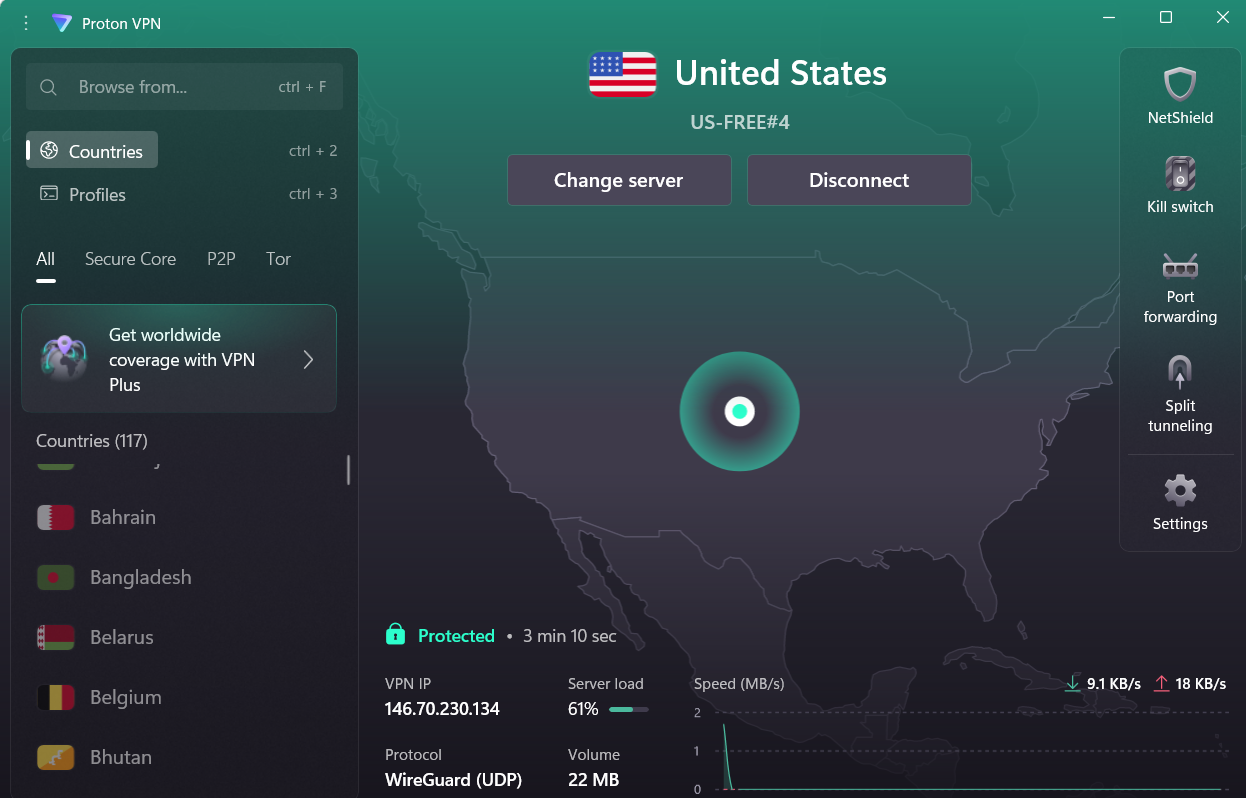 Proton VPN
Browse from...
ctrl + F
Countries
ctrl + 2
Profiles
ctrl + 3
All
Secure Core
P2P
Tor
Get worldwide
coverage with VPN
Plus
Countries (117)
Bahrain
Bangladesh
Belarus
Belgium
Bhutan
United States
US-FREE#4
Change server
Disconnect
Protected • 3 min 10 sec
VPN IP
146.70.230.134
Server load
61%
Protocol
WireGuard (UDP)
Volume
22 MB
Speed (MB/s)
9.1 KB/s
18 KB/s
2
1
0
NetShield
Kill switch
Port
forwarding
Split
tunneling
Settings